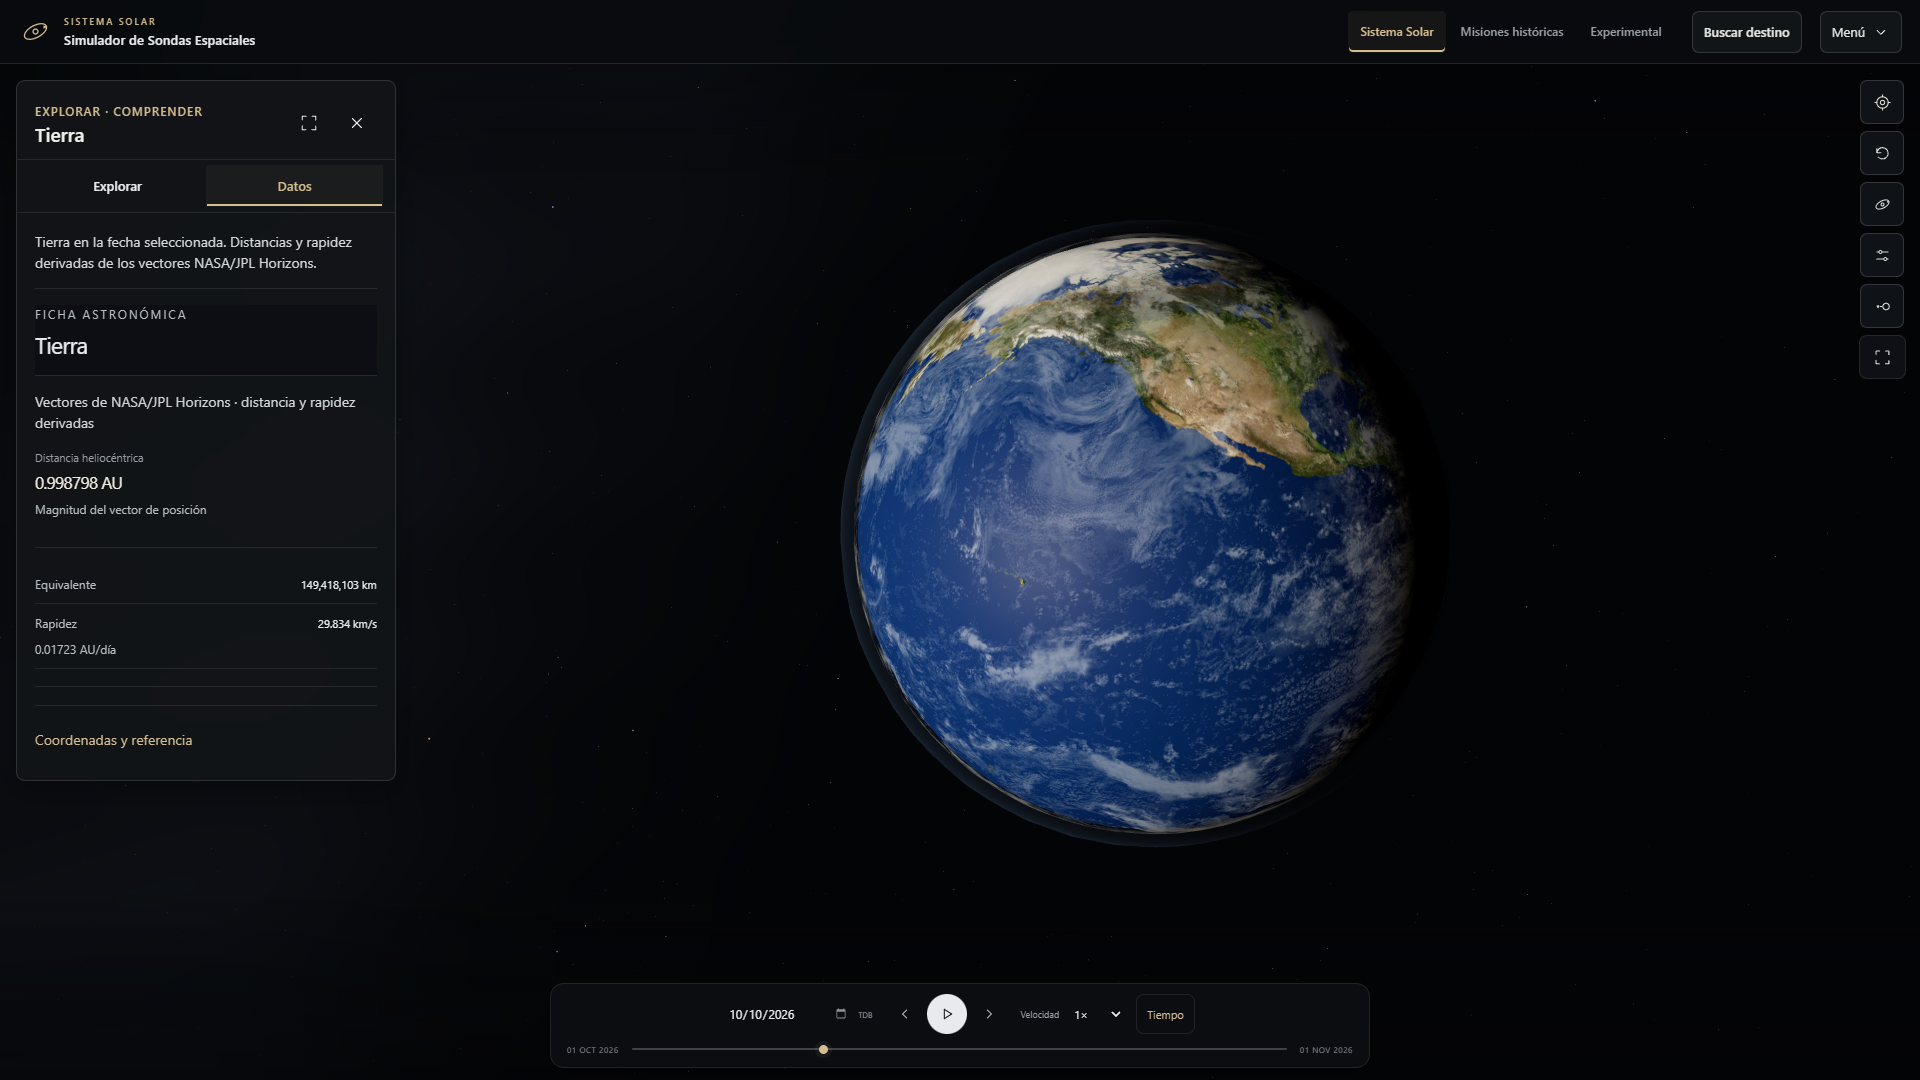 SISTEMA SOLAR
Simulador de Sondas Espaciales
Sistema Solar
Misiones históricas
Experimental
Buscar destino
Menú
EXPLORAR · COMPRENDER
Tierra
Explorar
Datos
Tierra en la fecha seleccionada. Distancias y rapidez
derivadas de los vectores NASA/JPL Horizons.
FICHA ASTRONÓMICA
Tierra
Vectores de NASA/JPL Horizons · distancia y rapidez
derivadas
Distancia heliocéntrica
0.998798 AU
Magnitud del vector de posición
Equivalente 149,418,103 km
Rapidez 29.834 km/s
0.01723 AU/día
Coordenadas y referencia
10/10/2026 TDB
Velocidad 1×
Tiempo
01 OCT 2026
01 NOV 2026